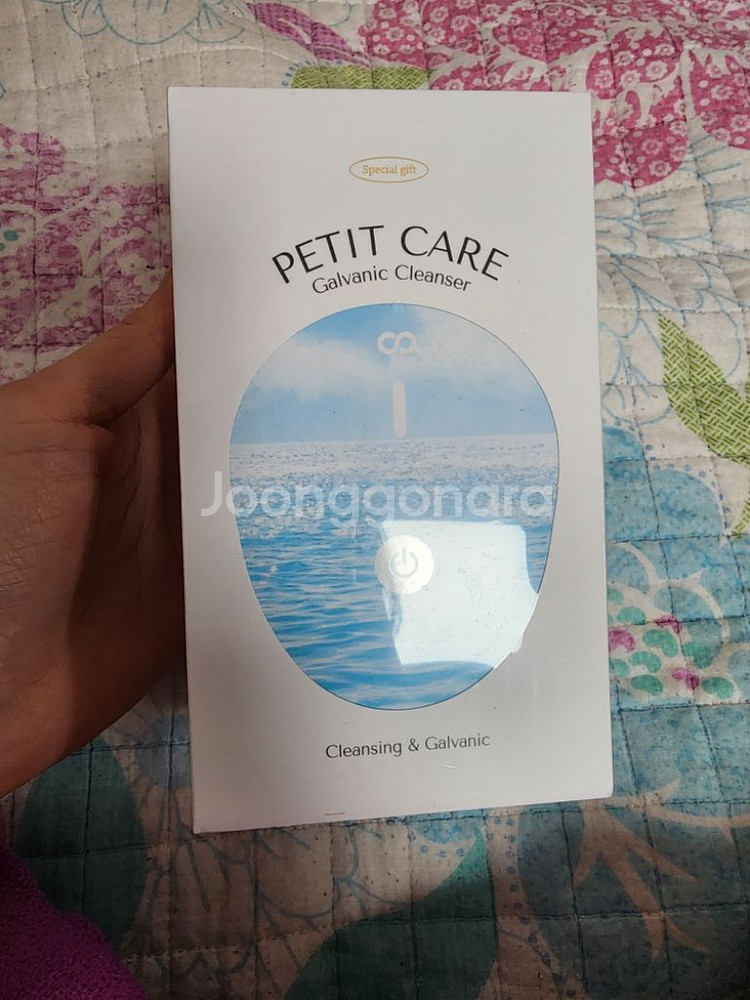 Special gift
PETIT CARE
Galvanic Cleanser
Joonggonara
Cleansing & Galvanic